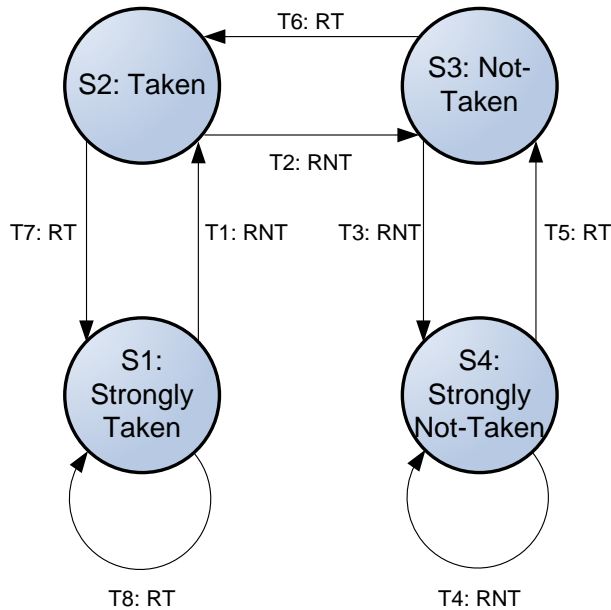 T6: RT
S2: Taken
S3: Not-
Taken
T2: RNT
T7: RT
T1: RNT
T3: RNT
T5: RT
S1:
Strongly
Taken
S4:
Strongly
Not-Taken
T8: RT
T4: RNT